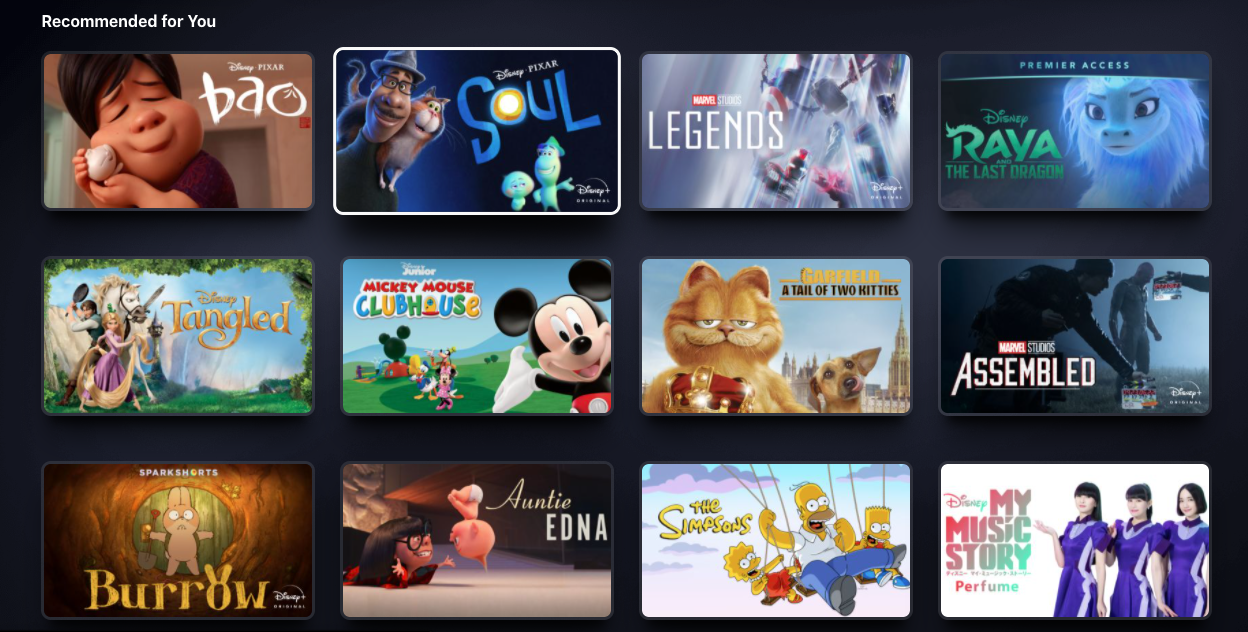 Recommended for You
Disney · PIXAR
bao
Disney · PIXAR
SOUL
Disney+
ORIGINAL
MARVEL STUDIOS
LEGENDS
Disney+
ORIGINAL
PREMIER ACCESS
Disney
RAYA
AND
THE LAST DRAGON
Disney
Tangled
Disney Junior
MICKEY MOUSE
CLUBHOUSE
GARFIELD
A TAIL OF TWO KITTIES
MARVEL STUDIOS
ASSEMBLED
Disney+
ORIGINAL
SPARKSHORTS
BURROW
Disney+
ORIGINAL
Auntie
EDNA
THE
SIMPSONS
Disney MY
MUSIC
STORY
ディズニー マイ・ミュージック・ストーリー
Perfume